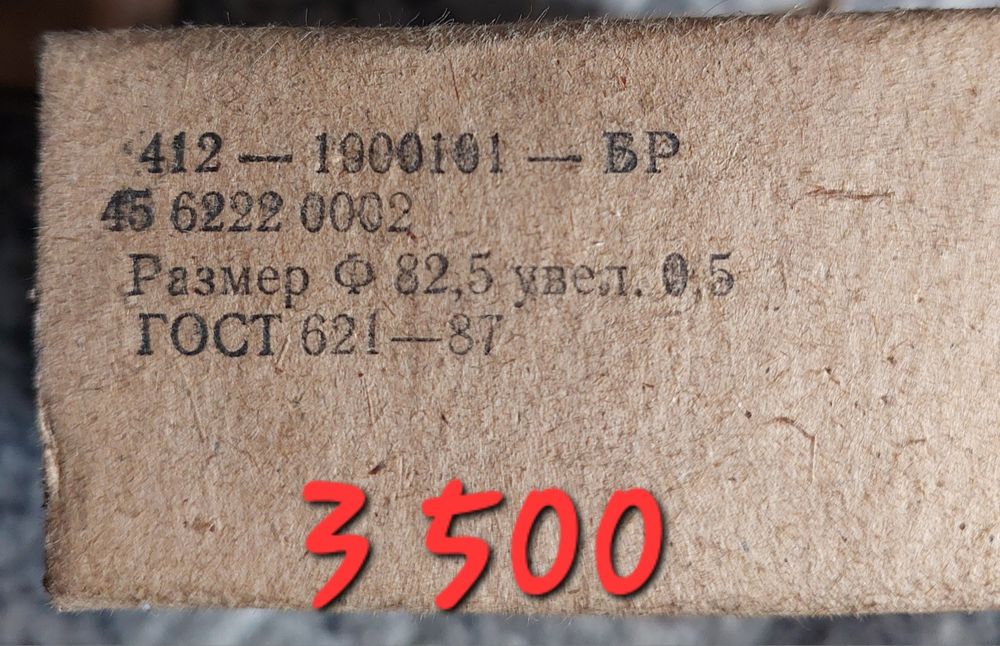 412 — 1000101 — БР
45 6222 0002
Размер Ф 82,5 увел. 0,5
ГОСТ 621—87
3 500